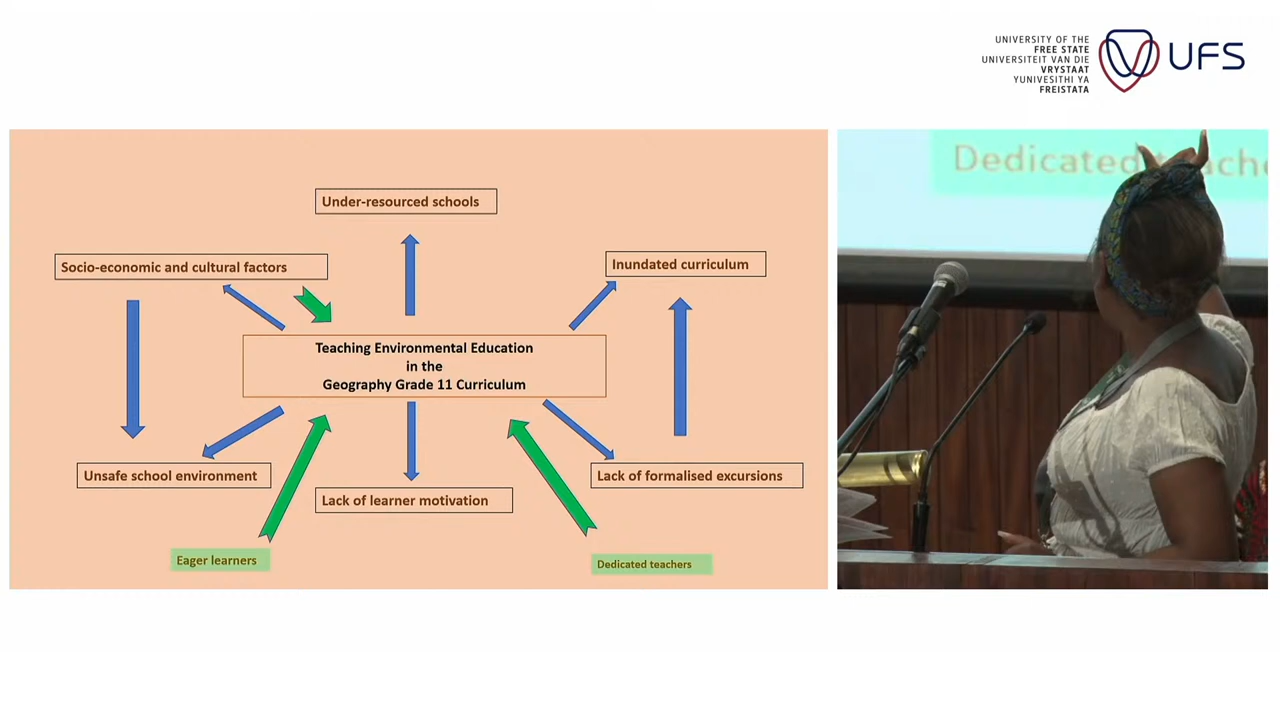 UNIVERSITY OF THE
FREE STATE
UNIVERSITEIT VAN DIE
VRYSTAAT
YUNIVESITHI YA
FREISTATA
UFS
Under-resourced schools
Socio-economic and cultural factors
Inundated curriculum
Teaching Environmental Education
in the
Geography Grade 11 Curriculum
Unsafe school environment
Lack of learner motivation
Lack of formalised excursions
Eager learners
Dedicated teachers
Dedicated